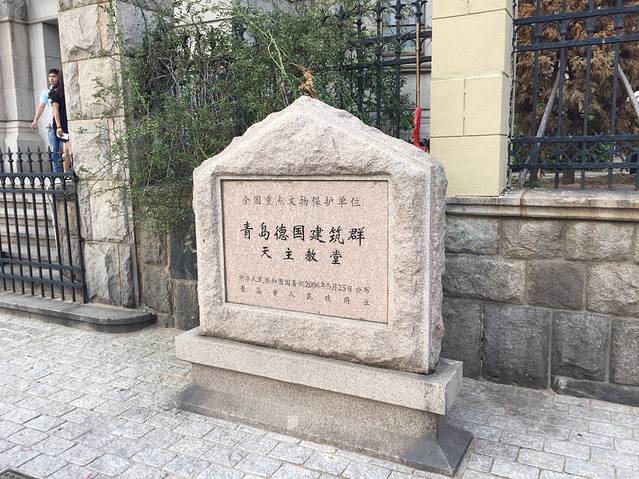 全国重点文物保护单位
青岛德国建筑群
天主教堂
中华人民共和国国务院2006年5月25日公布
青岛市人民政府立